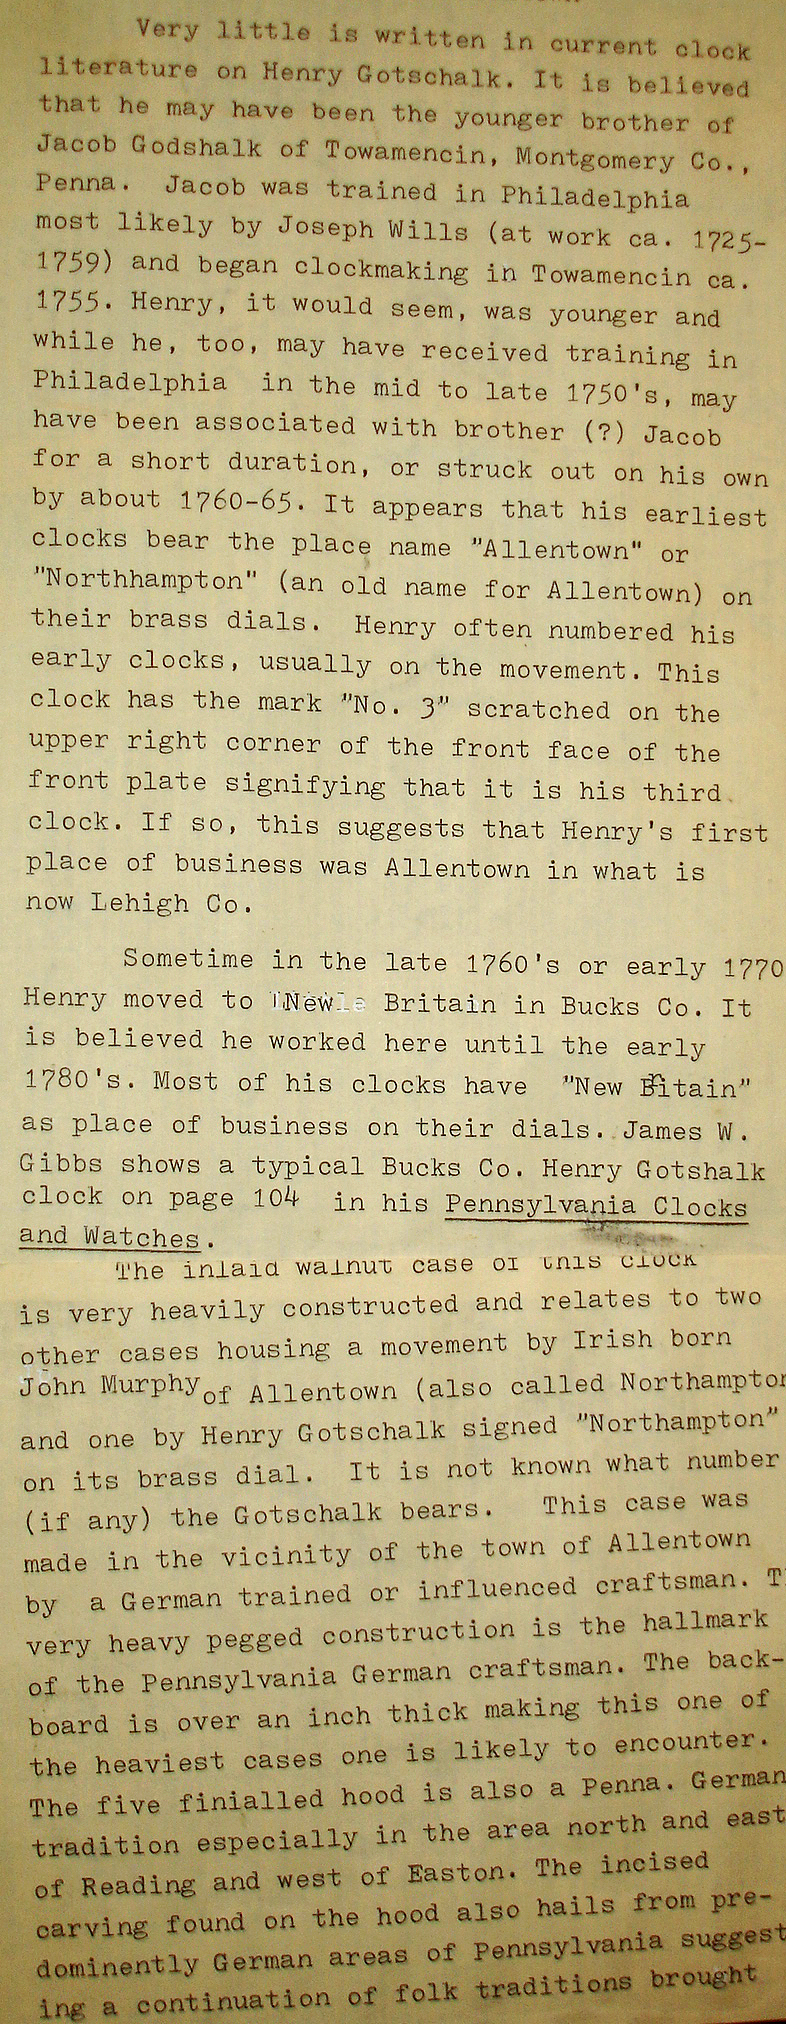 Very little is written in current clock
literature on Henry Gotschalk. It is believed
that he may have been the younger brother of
Jacob Godshalk of Towamencin, Montgomery Co.,
Penna. Jacob was trained in Philadelphia
most likely by Joseph Wills (at work ca. 1725-
1759) and began clockmaking in Towamencin ca.
1755. Henry, it would seem, was younger and
while he, too, may have received training in
Philadelphia in the mid to late 1750's, may
have been associated with brother (?) Jacob
for a short duration, or struck out on his own
by about 1760-65. It appears that his earliest
clocks bear the place name "Allentown" or
"Northhampton" (an old name for Allentown) on
their brass dials. Henry often numbered his
early clocks, usually on the movement. This
clock has the mark "No. 3" scratched on the
upper right corner of the front face of the
front plate signifying that it is his third
clock. If so, this suggests that Henry's first
place of business was Allentown in what is
now Lehigh Co.
Sometime in the late 1760's or early 1770
Henry moved to New Britain in Bucks Co. It
is believed he worked here until the early
1780's. Most of his clocks have "New Britain"
as place of business on their dials. James W.
Gibbs shows a typical Bucks Co. Henry Gotshalk
clock on page 104 in his Pennsylvania Clocks
and Watches.
The inlaid walnut case of this clock
is very heavily constructed and relates to two
other cases housing a movement by Irish born
John Murphy of Allentown (also called Northampton
and one by Henry Gotschalk signed "Northampton"
on its brass dial. It is not known what number
(if any) the Gotschalk bears. This case was
made in the vicinity of the town of Allentown
by a German trained or influenced craftsman. T
very heavy pegged construction is the hallmark
of the Pennsylvania German craftsman. The back-
board is over an inch thick making this one of
the heaviest cases one is likely to encounter.
The five finialled hood is also a Penna. German
tradition especially in the area north and east
of Reading and west of Easton. The incised
carving found on the hood also hails from pre-
dominently German areas of Pennsylvania suggest
ing a continuation of folk traditions brought